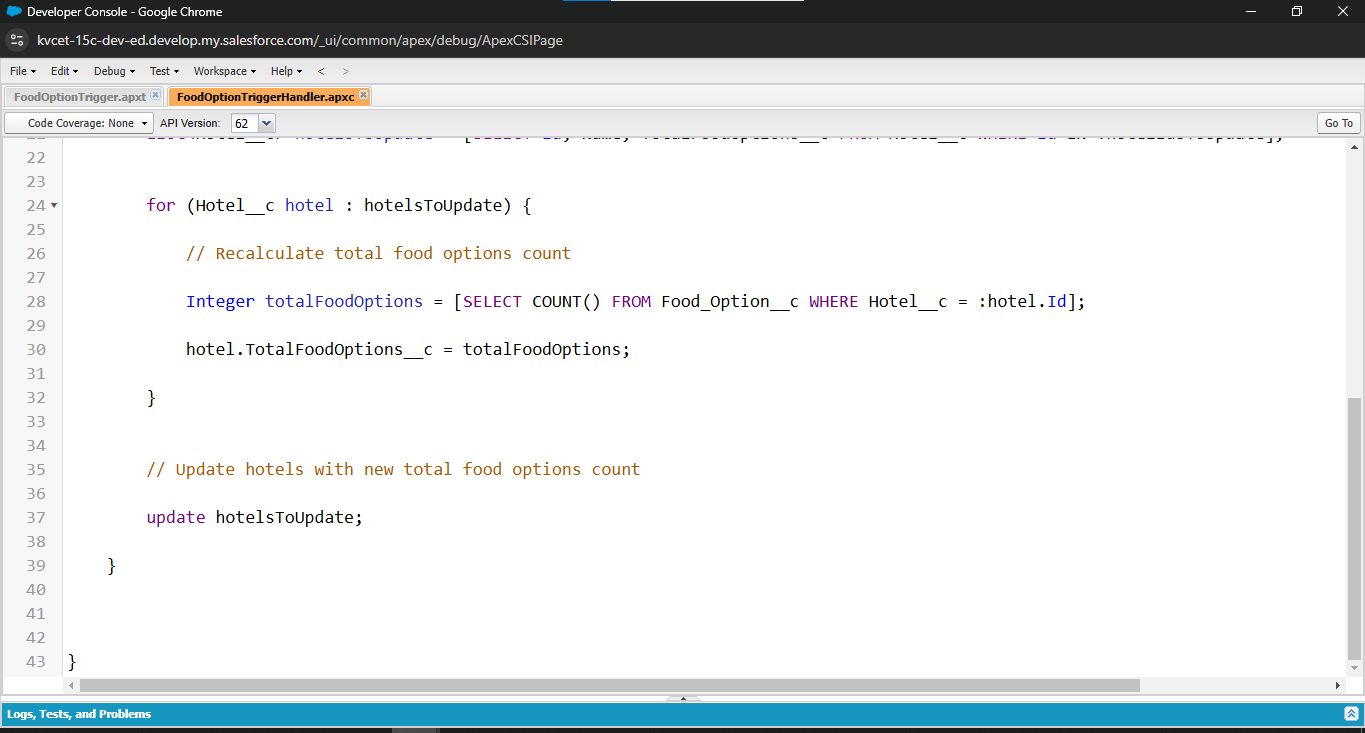 Developer Console - Google Chrome
kvcet-15c-dev-ed.develop.my.salesforce.com/_ui/common/apex/debug/ApexCSIPage
File Edit Debug Test Workspace Help < >
FoodOptionTrigger.apxt FoodOptionTriggerHandler.apxc
Code Coverage: None API Version: 62 Go To
22
23
24 for (Hotel__c hotel : hotelsToUpdate) {
25
26 // Recalculate total food options count
27
28 Integer totalFoodOptions = [SELECT COUNT() FROM Food_Option__c WHERE Hotel__c = :hotel.Id];
29
30 hotel.TotalFoodOptions__c = totalFoodOptions;
31
32 }
33
34
35 // Update hotels with new total food options count
36
37 update hotelsToUpdate;
38
39 }
40
41
42
43 }
Logs, Tests, and Problems